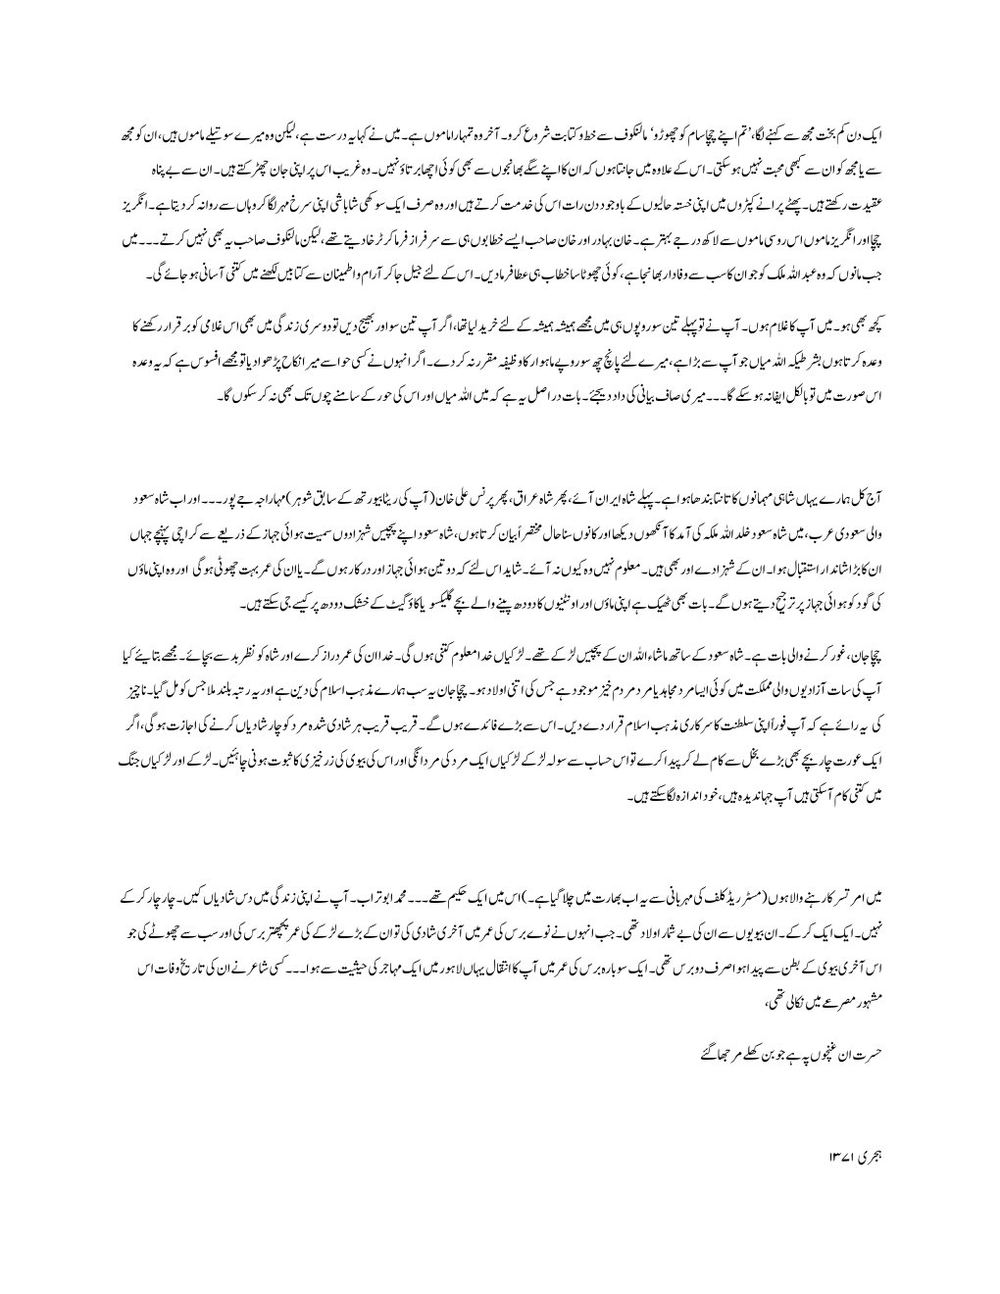 ایک دن کم بخت مجھ سے کہنے لگا، ’تم اپنے چچا سام کو چھوڑو‘ مالنکوف سے خط و کتابت شروع کرو۔ آخر وہ تمہارا ماموں ہے۔ میں نے کہا یہ درست ہے، لیکن وہ میرے سوتیلے ماموں ہیں، ان کو مجھ
سے یا مجھ کو ان سے کبھی محبت نہیں ہو سکتی۔ اس کے علاوہ میں جانتا ہوں کہ ان کا اپنے سگے بھانجوں سے بھی کوئی اچھا برتاؤ نہیں۔ وہ غریب اس پر اپنی جان چھڑکتے ہیں۔ ان سے بے پناہ
عقیدت رکھتے ہیں۔ پھٹے پرانے کپڑوں میں اپنی خستہ حالیوں کے باوجود دن رات اس کی خدمت کرتے ہیں اور وہ صرف ایک سوکھی شاباشی اپنی سرخ مہر لگا کر وہاں سے روانہ کر دیتا ہے۔ انگریز
چچا اور انگریز ماموں اس روسی ماموں سے لاکھ درجے بہتر ہے۔ خان بہادر اور خان صاحب ایسے خطابوں ہی سے سرفراز فرما کر ٹرخا دیتے تھے، لیکن مالنکوف صاحب یہ بھی نہیں کرتے۔۔۔ میں
جب مانوں کہ وہ عبد اللہ ملک کو جو ان کا سب سے وفادار بھانجا ہے، کوئی چھوٹا سا خطاب ہی عطا فرما دیں۔ اس کے لئے جیل جا کر آرام و اطمینان سے کتابیں لکھنے میں کتنی آسانی ہو جائے گی۔
کچھ بھی ہو۔ میں آپ کا غلام ہوں۔ آپ نے تو پہلے تین سو روپوں ہی میں مجھے ہمیشہ ہمیشہ کے لئے خرید لیا تھا، اگر آپ تین سو اور بھیج دیں تو دوسری زندگی میں بھی اس غلامی کو برقرار رکھنے کا
وعدہ کرتا ہوں بشرطیکہ اللہ میاں جو آپ سے بڑا ہے، میرے لئے پانچ چھ سو روپے ماہوار کا وظیفہ مقرر نہ کر دے۔ اگر انہوں نے کسی حوا سے میرا نکاح پڑھوا دیا تو مجھے افسوس ہے کہ یہ وعدہ
اس صورت میں تو بالکل ایفا نہ ہو سکے گا۔۔۔ میری صاف بیانی کی داد دیجئے۔ بات دراصل یہ ہے کہ میں اللہ میاں اور اس کی حور کے سامنے چوں تک بھی نہ کر سکوں گا۔
آج کل ہمارے یہاں شاہی مہمانوں کا تانتا بندھا ہوا ہے۔ پہلے شاہ ایران آئے، پھر شاہ عراق، پھر پرنس علی خان (آپ کی ریٹا ہیورتھ کے سابق شوہر) مہاراجہ جے پور۔۔۔ اور اب شاہ سعود
والی سعودی عرب، میں شاہ سعود خلد اللہ ملکہ کی آمد کا آنکھوں دیکھا اور کانوں سنا حال مختصراً بیان کرتا ہوں، شاہ سعود اپنے پچیس شہزادوں سمیت ہوائی جہاز کے ذریعے سے کراچی پہنچے جہاں
ان کا بڑا شاندار استقبال ہوا۔ ان کے شہزادے اور بھی ہیں۔ معلوم نہیں وہ کیوں نہ آئے۔ شاید اس لئے کہ دو تین ہوائی جہاز اور درکار ہوں گے۔ یا ان کی عمر بہت چھوٹی ہوگی اور وہ اپنی ماؤں
کی گود کو ہوائی جہاز پر ترجیح دیتے ہوں گے۔ بات بھی ٹھیک ہے اپنی ماؤں اور اونٹنیوں کا دودھ پینے والے بچے گلیکسو یا کاؤ گیٹ کے خشک دودھ پر کیسے جی سکتے ہیں۔
چچا جان، غور کرنے والی بات ہے۔ شاہ سعود کے ساتھ ماشاء اللہ ان کے پچیس لڑکے تھے۔ لڑکیاں خدا معلوم کتنی ہوں گی۔ خدا ان کی عمر دراز کرے اور شاہ کو نظر بد سے بچائے۔ مجھے بتایئے کیا
آپ کی سات آزادیوں والی مملکت میں کوئی ایسا مرد مجاہد یا مرد مردم خیز موجود ہے جس کی اتنی اولاد ہو۔ چچا جان یہ سب ہمارے مذہب اسلام کی دین ہے اور یہ رتبہ بلند ملا جس کو مل گیا۔ ناچیز
کی یہ رائے ہے کہ آپ فوراً اپنی سلطنت کا سرکاری مذہب اسلام قرار دے دیں۔ اس سے بڑے فائدے ہوں گے۔ قریب قریب ہر شادی شدہ مرد کو چار شادیاں کرنے کی اجازت ہوگی، اگر
ایک عورت چار بچے بھی بڑے بخل سے کام لے کر پیدا کرے تو اس حساب سے سولہ لڑکے لڑکیاں ایک مرد کی مردانگی اور اس کی بیوی کی زرخیزی کا ثبوت ہونی چاہئیں۔ لڑکے اور لڑکیاں جنگ
میں کتنی کام آ سکتی ہیں آپ جہاندیدہ ہیں، خود اندازہ لگا سکتے ہیں۔
میں امرتسر کا رہنے والا ہوں (مسٹر ریڈ کلف کی مہربانی سے یہ اب بھارت میں چلا گیا ہے۔) اس میں ایک حکیم تھے۔۔۔ محمد ابو تراب۔ آپ نے اپنی زندگی میں دس شادیاں کیں۔ چار چار کر کے
نہیں۔ ایک ایک کر کے۔ ان بیویوں سے ان کی بے شمار اولاد تھی۔ جب انہوں نے نوے برس کی عمر میں آخری شادی کی تو ان کے بڑے لڑکے کی عمر پچھتر برس کی اور سب سے چھوٹے کی جو
اس آخری بیوی کے بطن سے پیدا ہوا صرف دو برس تھی۔ ایک سو بارہ برس کی عمر میں آپ کا انتقال یہاں لاہور میں ایک مہاجر کی حیثیت سے ہوا۔۔۔ کسی شاعر نے ان کی تاریخ وفات اس
مشہور مصرعے میں نکالی تھی،
حسرت ان غنچوں پہ ہے جو بن کھلے مرجھا گئے
ہجری ۱۳۷۱